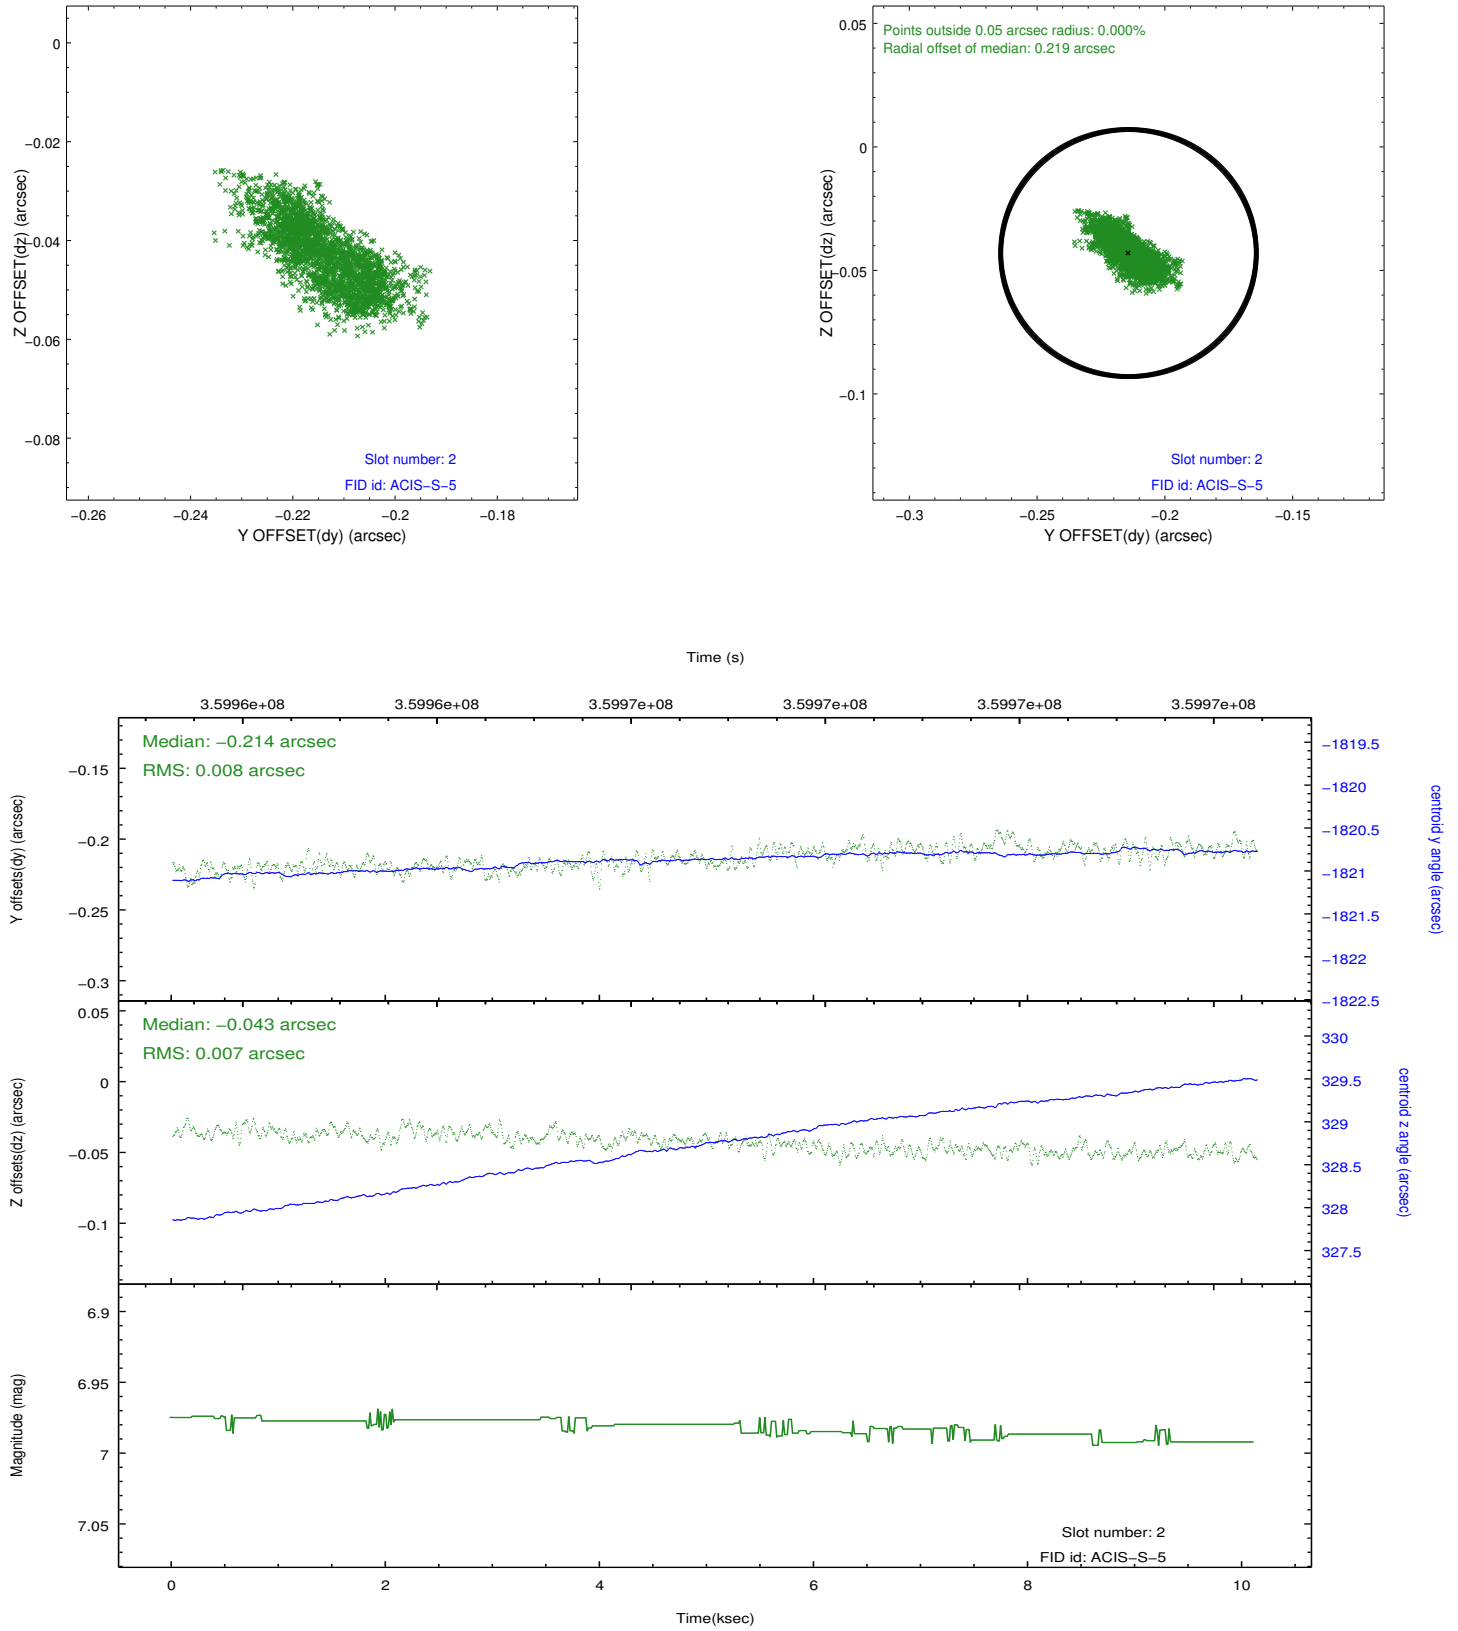 0
−0.02
−0.04
−0.06
−0.08
Z OFFSET(dz) (arcsec)
Slot number: 2
FID id: ACIS−S−5
−0.26
−0.24
−0.22
−0.2
−0.18
Y OFFSET(dy) (arcsec)
Points outside 0.05 arcsec radius: 0.000%
Radial offset of median: 0.219 arcsec
0.05
0
−0.05
−0.1
Z OFFSET(dz) (arcsec)
Slot number: 2
FID id: ACIS−S−5
−0.3
−0.25
−0.2
−0.15
Y OFFSET(dy) (arcsec)
Time (s)
3.5996e+08
3.5996e+08
3.5997e+08
3.5997e+08
3.5997e+08
3.5997e+08
Median: −0.214 arcsec
RMS: 0.008 arcsec
−0.15
−0.2
−0.25
−0.3
Y offsets(dy) (arcsec)
−1819.5
−1820
−1820.5
−1821
−1821.5
−1822
−1822.5
centroid y angle (arcsec)
Median: −0.043 arcsec
RMS: 0.007 arcsec
0.05
0
−0.05
−0.1
Z offsets(dz) (arcsec)
330
329.5
329
328.5
328
327.5
centroid z angle (arcsec)
6.9
6.95
7
7.05
Magnitude (mag)
Slot number: 2
FID id: ACIS−S−5
0
2
4
6
8
10
Time(ksec)